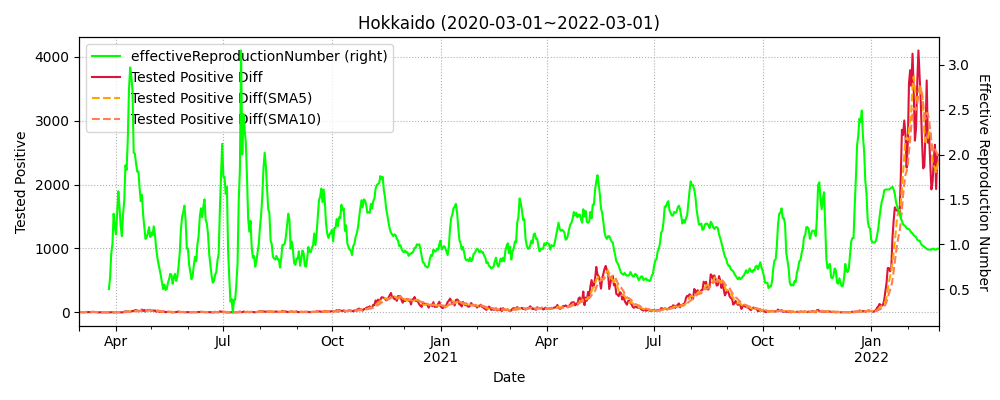 Hokkaido (2020-03-01~2022-03-01)
effectiveReproductionNumber (right)
Tested Positive Diff
Tested Positive Diff(SMA5)
Tested Positive Diff(SMA10)
Tested Positive
4000
3000
2000
1000
0
Effective Reproduction Number
3.0
2.5
2.0
1.5
1.0
0.5
Apr Jul Oct Jan Apr Jul Oct Jan
2021 2022
Date